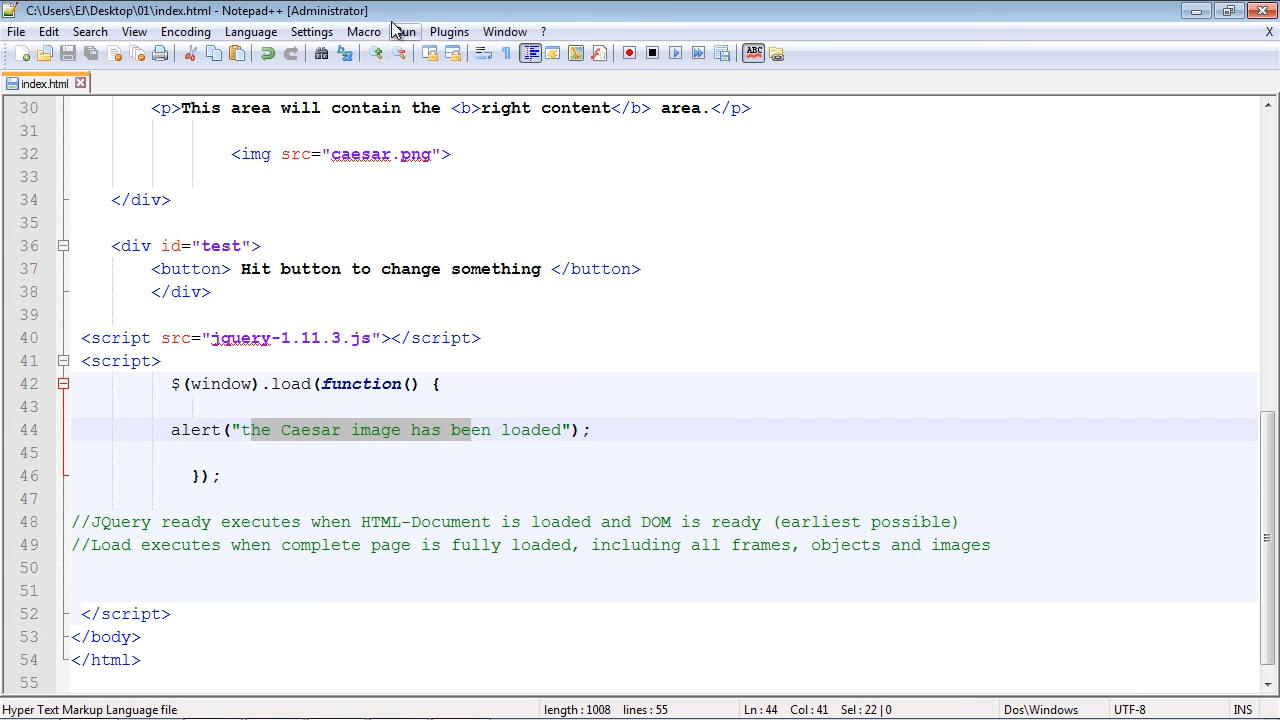 C:\Users\EJ\Desktop\01\index.html - Notepad++ [Administrator]
File Edit Search View Encoding Language Settings Macro Run Plugins Window ? X
ABC
index.html
30 <p>This area will contain the <b>right content</b> area.</p>
31
32 <img src="caesar.png">
33
34 </div>
35
36 <div id="test">
37 <button> Hit button to change something </button>
38 </div>
39
40 <script src="jquery-1.11.3.js"></script>
41 <script>
42 $(window).load(function() {
43
44 alert("the Caesar image has been loaded");
45
46 });
47
48 //JQuery ready executes when HTML-Document is loaded and DOM is ready (earliest possible)
49 //Load executes when complete page is fully loaded, including all frames, objects and images
50
51
52 </script>
53 </body>
54 </html>
55
Hyper Text Markup Language file length : 1008 lines : 55 Ln : 44 Col : 41 Sel : 22 | 0 Dos\Windows UTF-8 INS